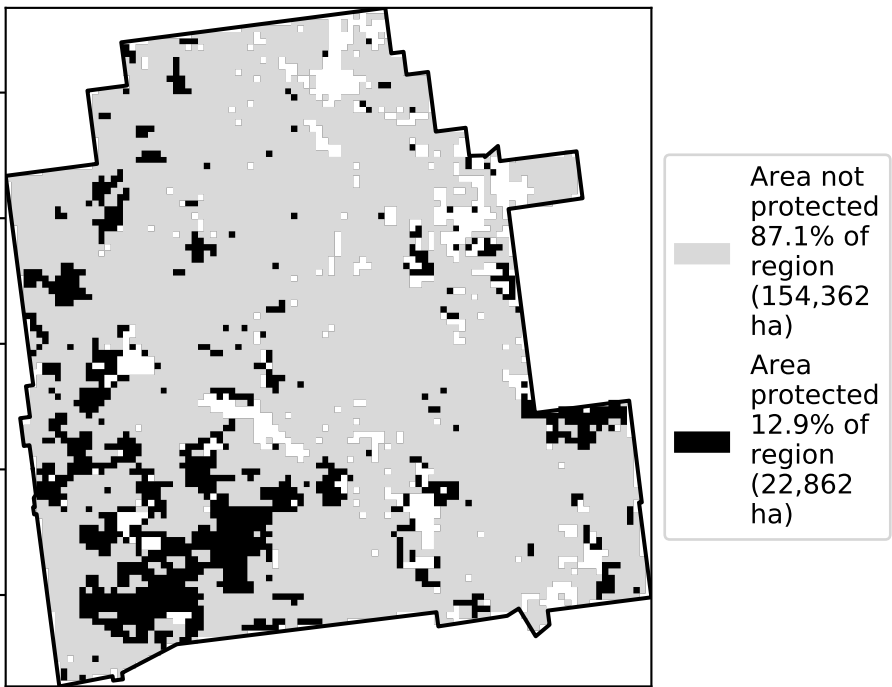 Area not
protected
87.1% of
region
(154,362
ha)
Area
protected
12.9% of
region
(22,862
ha)